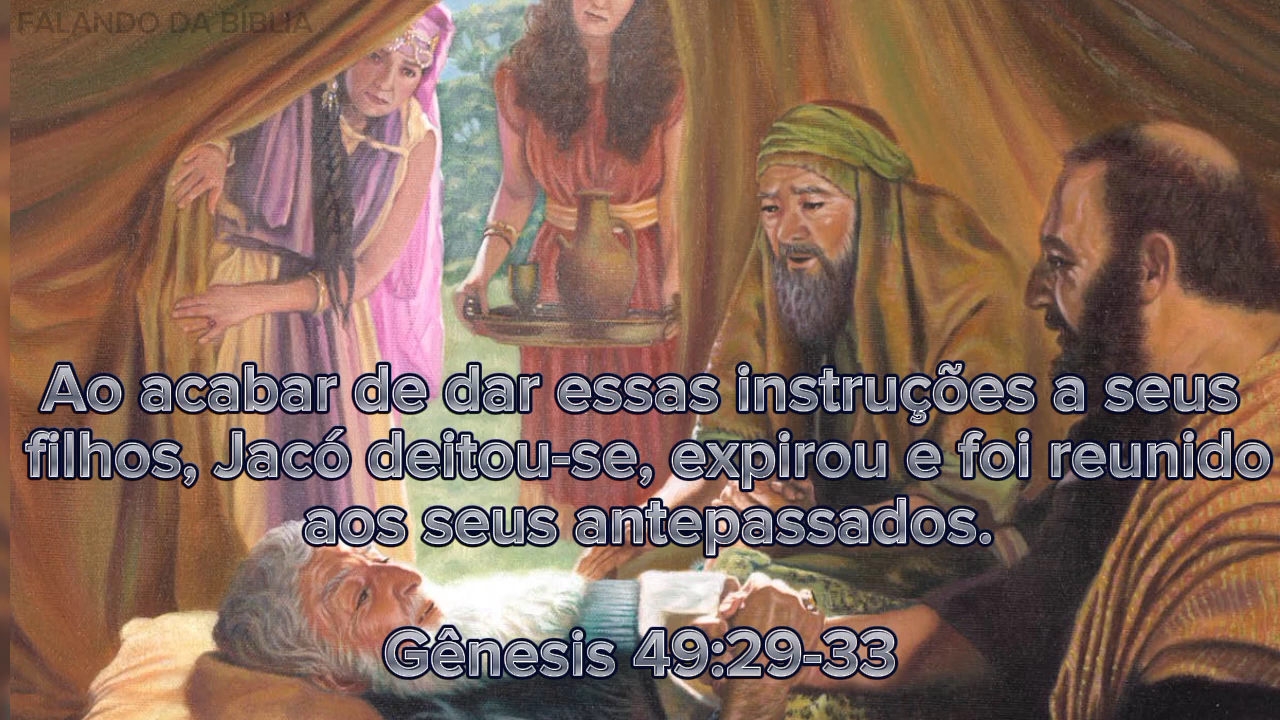 FALANDO DA BÍBLIA
Ao acabar de dar essas instruções a seus
filhos, Jacó deitou-se, expirou e foi reunido
aos seus antepassados.
Gênesis 49:29-33